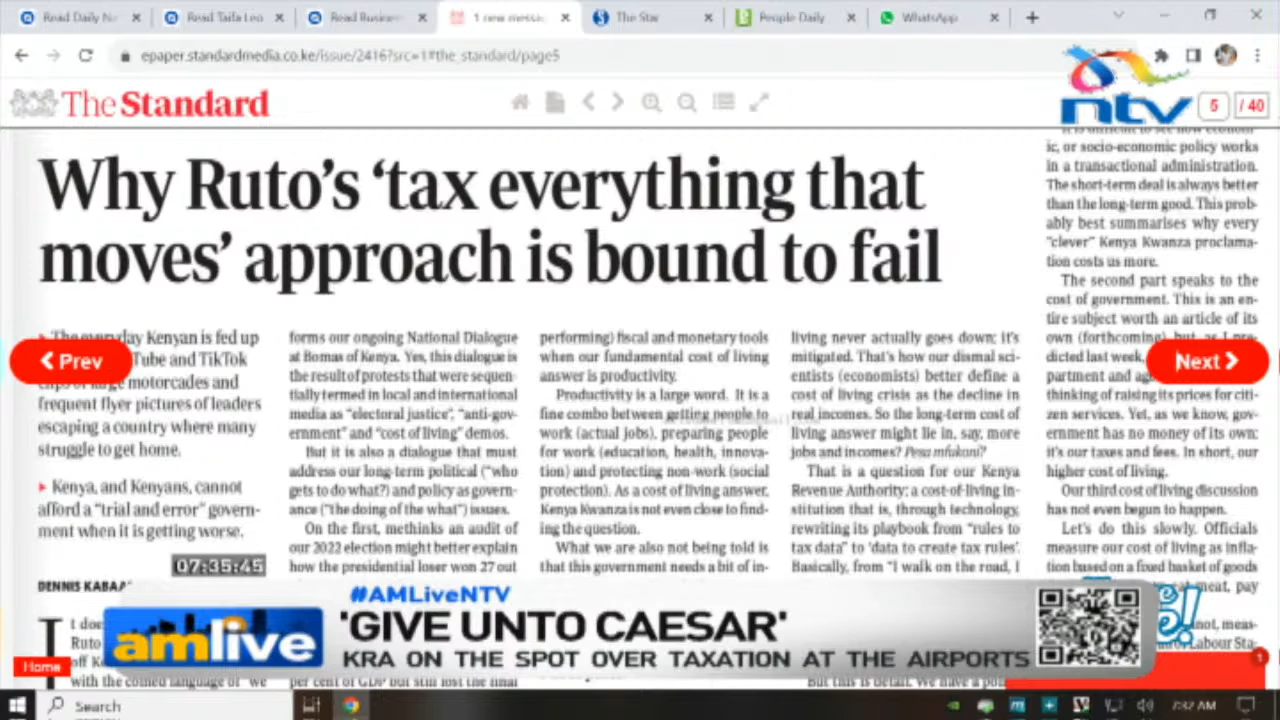 Read Taifa Leo
1 new messa
The Star
People Daily
WhatsApp
epaper.standardmedia.co.ke/issue/2416?src=1#the_standard/page5
The Standard
ntv
5 / 40
Why Ruto's 'tax everything that
moves' approach is bound to fail
day Kenyan is fed up
Tube and TikTok
motorcades and
frequent flyer pictures of leaders
escaping a country where many
struggle to get home.
Kenya, and Kenyans, cannot
afford a "trial and error" govern-
ment when it is getting worse.
DENNIS KABAA
Ruto
Prev
forms our ongoing National Dialogue
at Bomas of Kenya. Yes, this dialogue is
the result of protests that were sequen-
tially termed in local and international
media as "electoral justice", "anti-gov-
ernment" and "cost of living" demos.
But it is also a dialogue that must
address our long-term political ("who
gets to do what?) and policy as govern-
ance ("the doing of the what") issues.
On the first, methinks an audit of
our 2022 election might better explain
how the presidential loser won 27 out
performing) fiscal and monetary tools
when our fundamental cost of living
answer is productivity.
Productivity is a large word. It is a
fine combo between getting people to
work (actual jobs), preparing people
for work (education, health, innova-
tion) and protecting non-work (social
protection). As a cost of living answer,
Kenya Kwanza is not even close to find-
ing the question.
What we are also not being told is
that this government needs a bit of in-
living never actually goes down; it's
mitigated. That's how our dismal sci-
entists (economists) better define a
cost of living crisis as the decline in
real incomes. So the long-term cost of
living answer might lie in, say, more
jobs and incomes? Pesa mfukoni?
That is a question for our Kenya
Revenue Authority; a cost-of-living in-
stitution that is, through technology,
rewriting its playbook from "rules to
tax data" to 'data to create tax rules'.
Basically, from "I walk on the road, I
ic, or socio-economic policy works
in a transactional administration.
The short-term deal is always better
than the long-term good. This prob-
ably best summarises why every
"clever" Kenya Kwanza proclama-
tion costs us more.
The second part speaks to the
cost of government. This is an en-
tire subject worth an article of its
own (forthcoming)
dicted last week,
thinking of raising its prices for citi-
zen services. Yet, as we know, gov-
ernment has no money of its own;
it's our taxes and fees. In short, our
higher cost of living.
Our third cost of living discussion
has not even begun to happen.
Let's do this slowly. Officials
measure our cost of living as infla-
tion based on a fixed basket of goods
meat, pay
Next
07:35:45
#AMLiveNTV
amlive
'GIVE UNTO CAESAR'
KRA ON THE SPOT OVER TAXATION AT THE AIRPORTS
Home
Search
7:37 AM